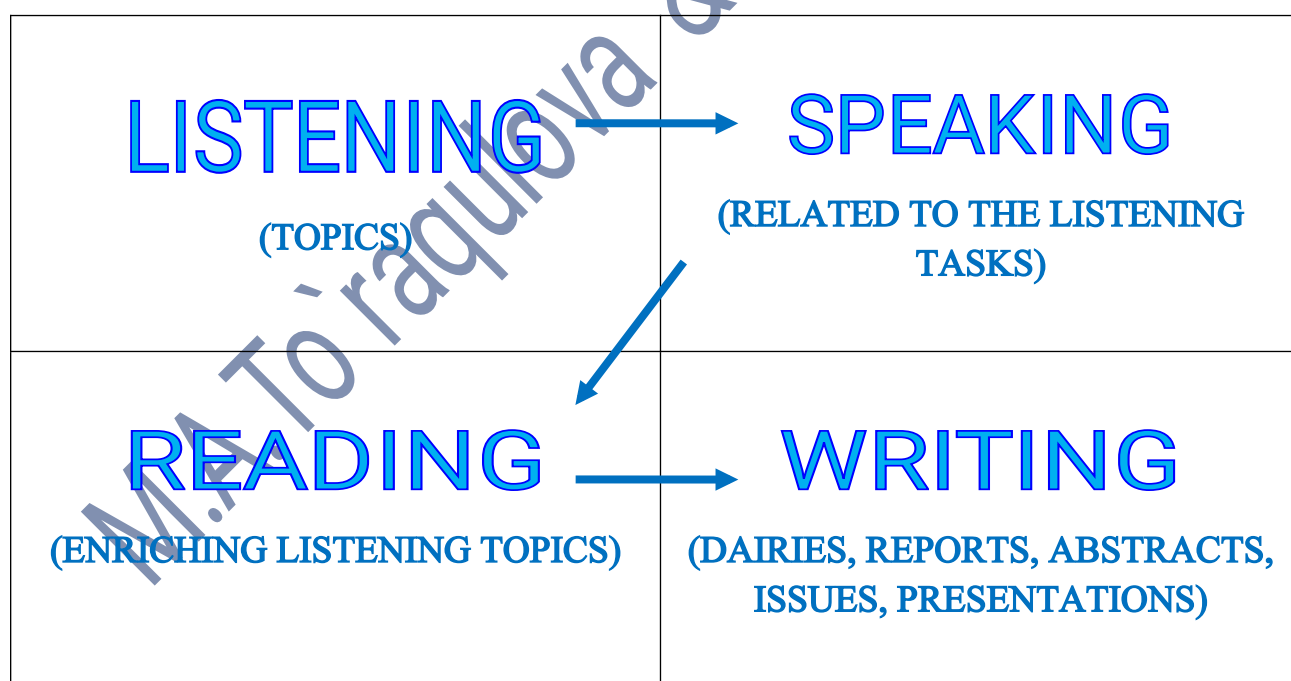 LISTENING
(TOPICS)
SPEAKING
(RELATED TO THE LISTENING
TASKS)
READING
(ENRICHING LISTENING TOPICS)
WRITING
(DAIRIES, REPORTS, ABSTRACTS,
ISSUES, PRESENTATIONS)
M.A.To`raqulova &